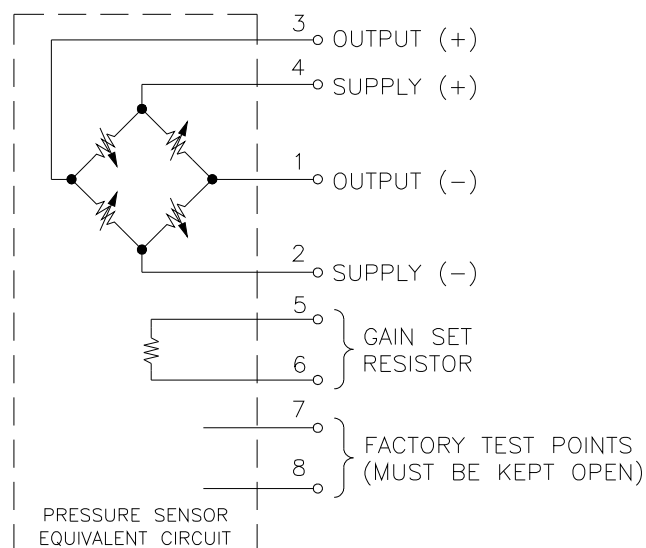 3
OUTPUT (+)
4
SUPPLY (+)
1
OUTPUT (-)
2
SUPPLY (-)
5
GAIN SET
RESISTOR
6
7
FACTORY TEST POINTS
(MUST BE KEPT OPEN)
8
PRESSURE SENSOR
EQUIVALENT CIRCUIT